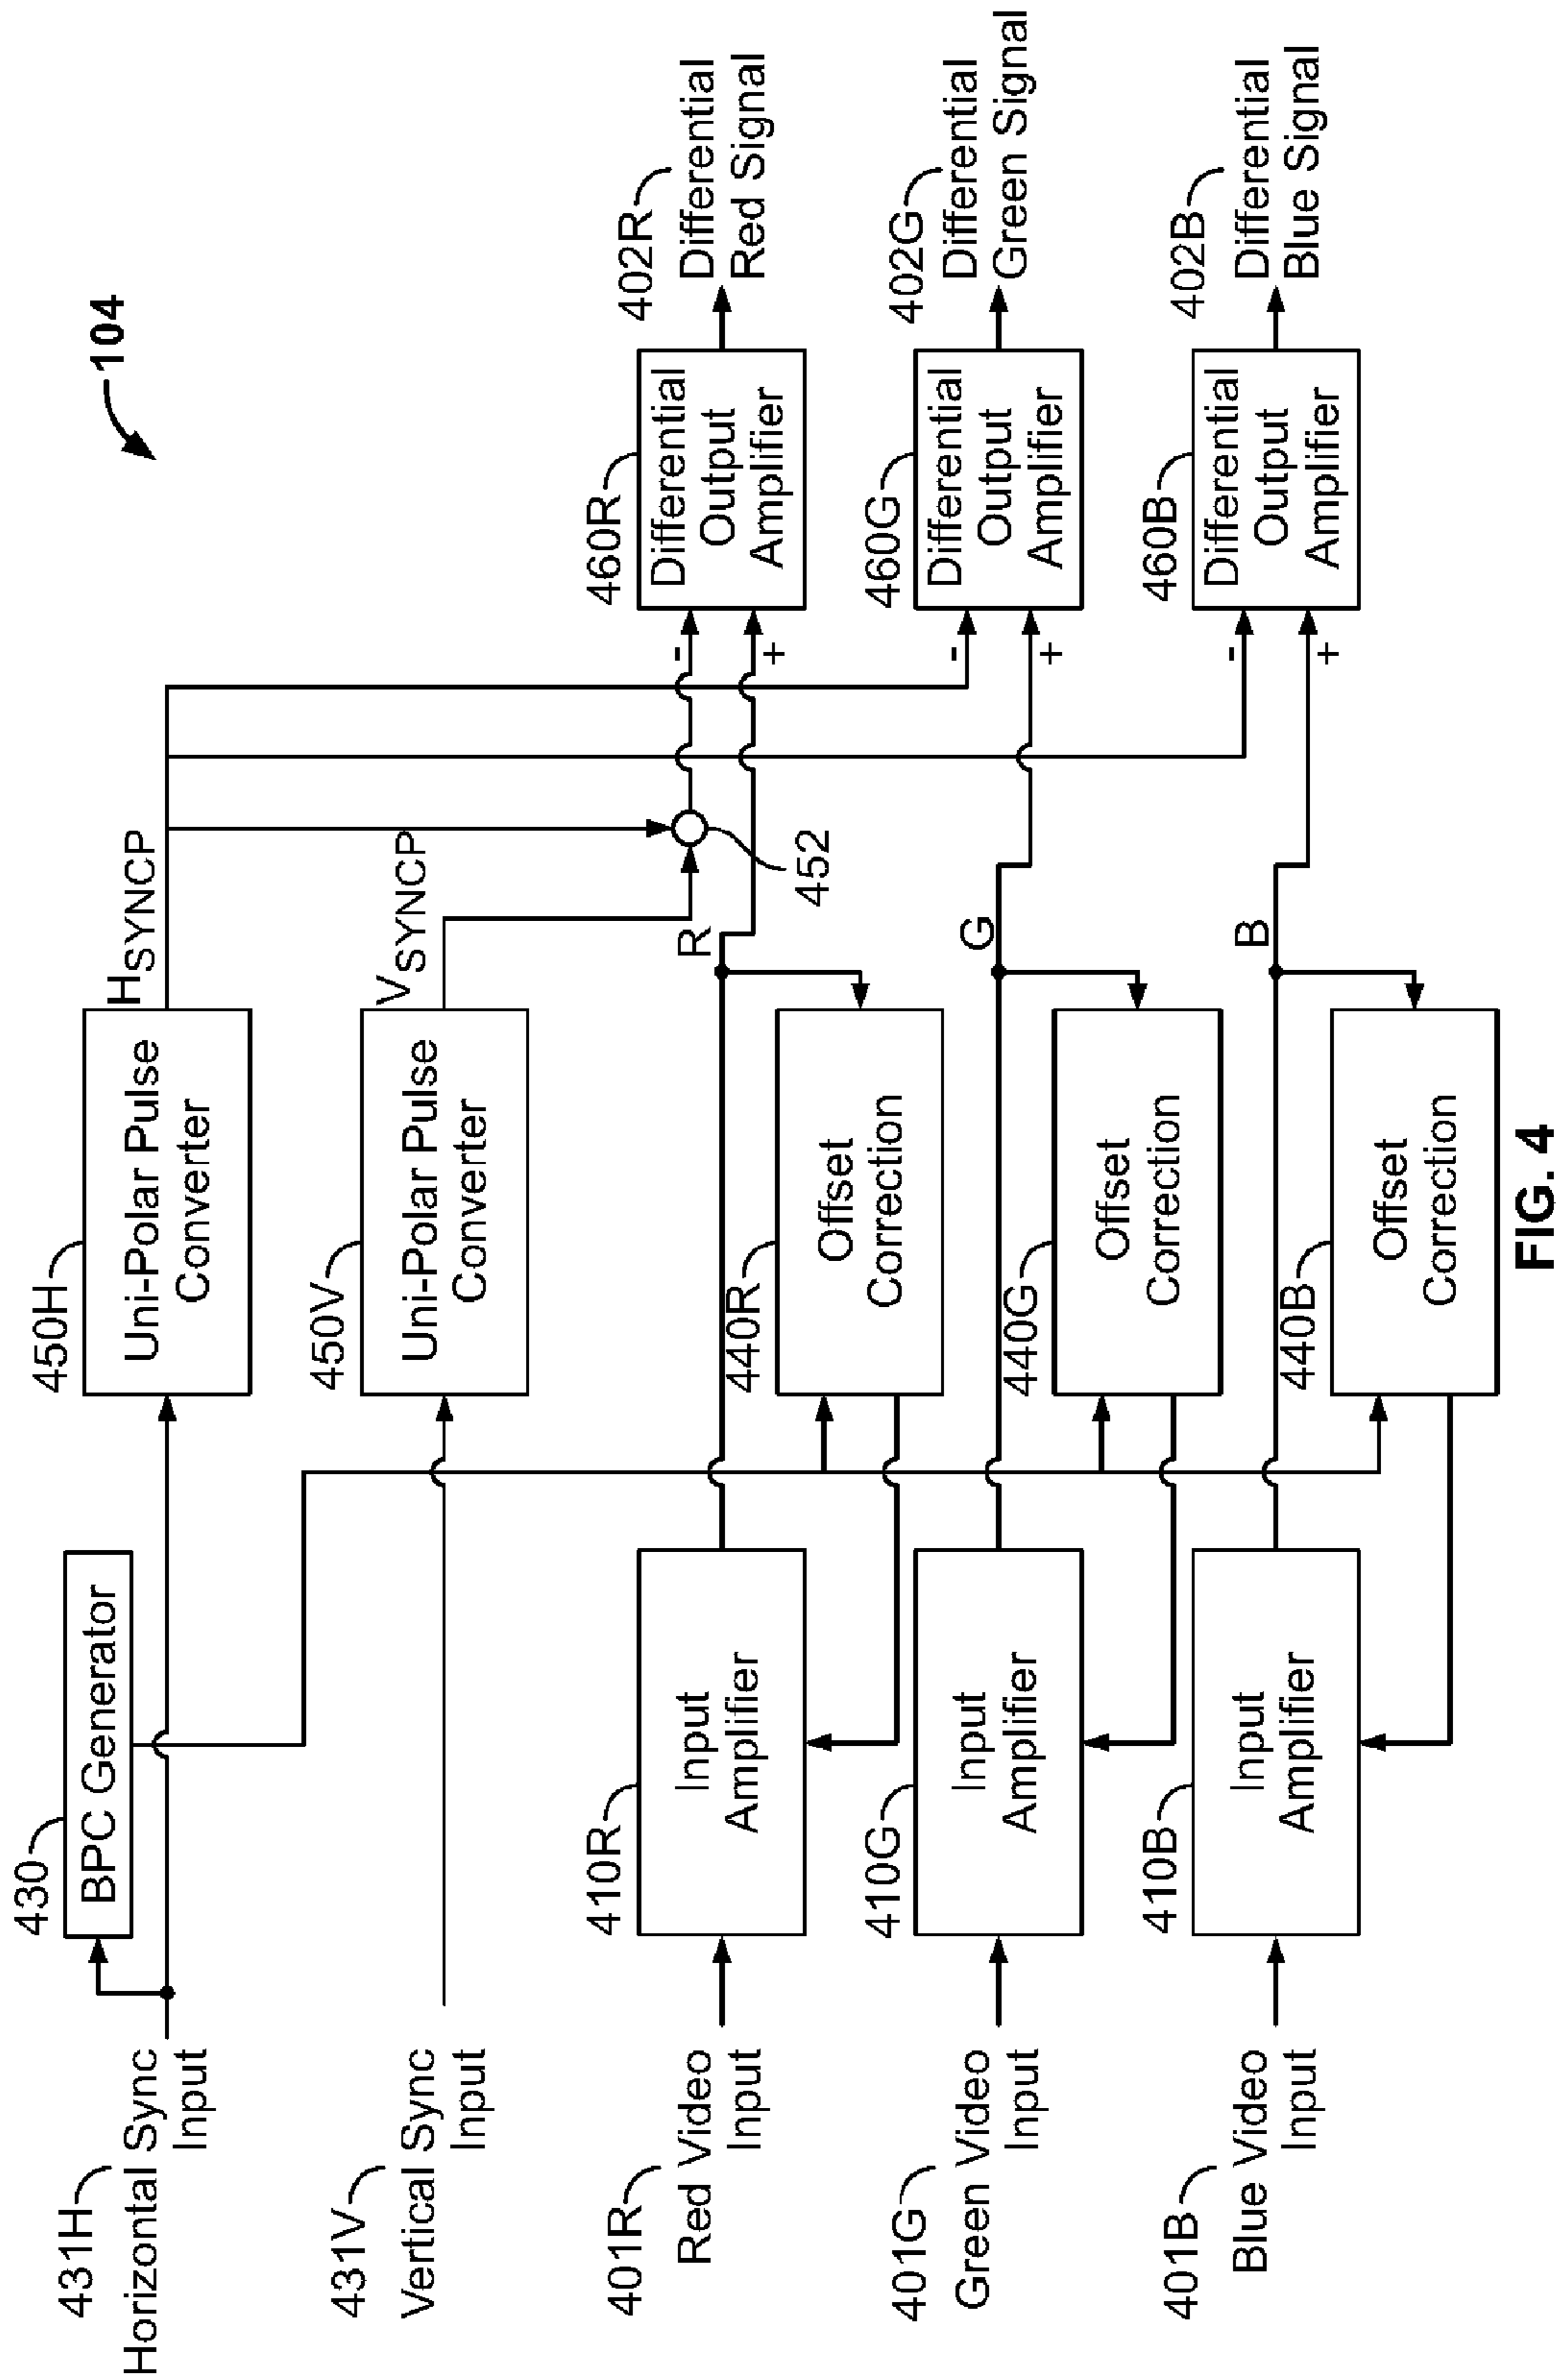 104
431H
Horizontal Sync
Input
430
BPC Generator
450H
Uni-Polar Pulse
Converter
HSYNCP
431V
Vertical Sync
Input
450V
Uni-Polar Pulse
Converter
VSYNCP
452
401R
Red Video
Input
410R
Input
Amplifier
440R
Offset
Correction
R
-
+
460R
Differential
Output
Amplifier
402R
Differential
Red Signal
401G
Green Video
Input
410G
Input
Amplifier
440G
Offset
Correction
G
-
+
460G
Differential
Output
Amplifier
402G
Differential
Green Signal
401B
Blue Video
Input
410B
Input
Amplifier
440B
Offset
Correction
B
-
+
460B
Differential
Output
Amplifier
402B
Differential
Blue Signal
FIG. 4